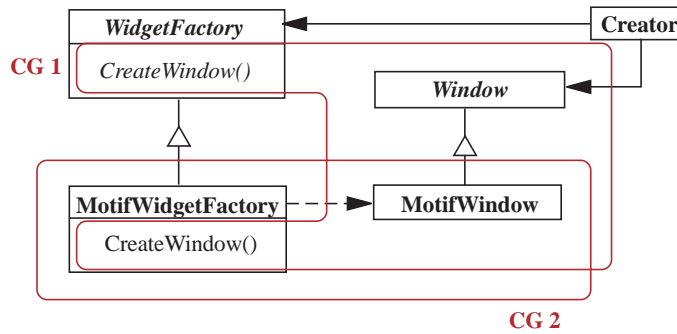 WidgetFactory
Creator
CG 1
CreateWindow()
Window
MotifWidgetFactory
MotifWindow
CreateWindow()
CG 2